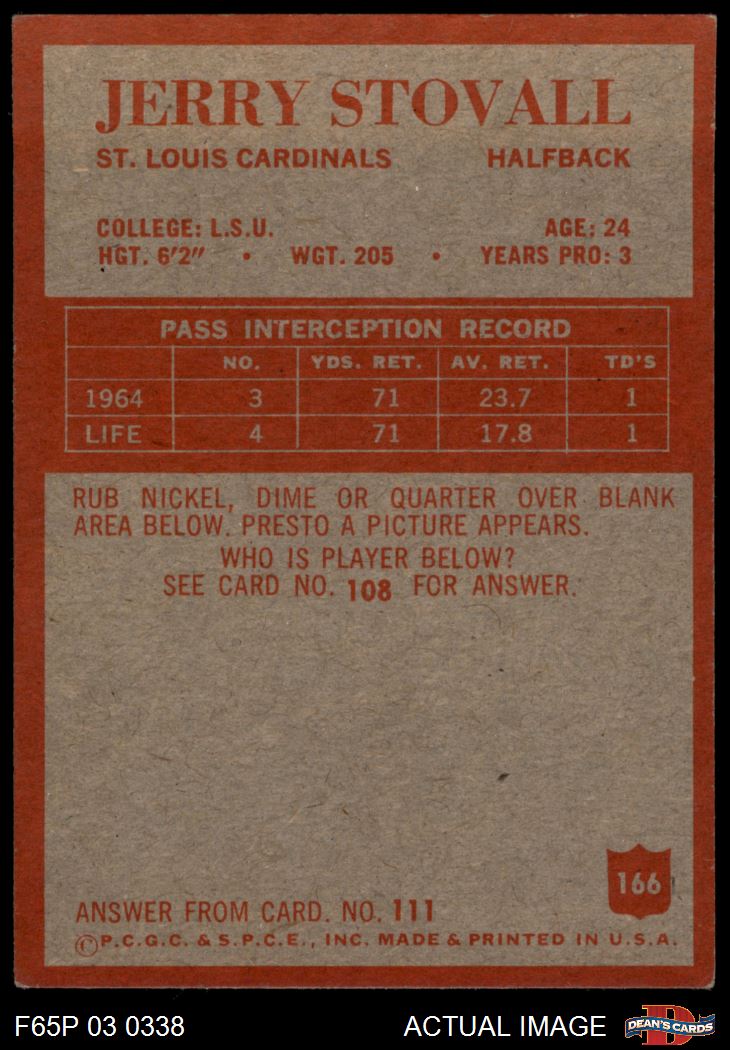 JERRY STOVALL
ST. LOUIS CARDINALS HALFBACK
COLLEGE: L.S.U. AGE: 24
HGT. 6'2" • WGT. 205 • YEARS PRO: 3
PASS INTERCEPTION RECORD
NO. YDS. RET. AV. RET. TD'S
1964 3 71 23.7 1
LIFE 4 71 17.8 1
RUB NICKEL, DIME OR QUARTER OVER BLANK
AREA BELOW. PRESTO A PICTURE APPEARS.
WHO IS PLAYER BELOW?
SEE CARD NO. 108 FOR ANSWER.
166
ANSWER FROM CARD. NO. 111
©P.C.G.C. & S.P.C.E., INC. MADE & PRINTED IN U.S.A.
F65P 03 0338 ACTUAL IMAGE D DEAN'S CARDS